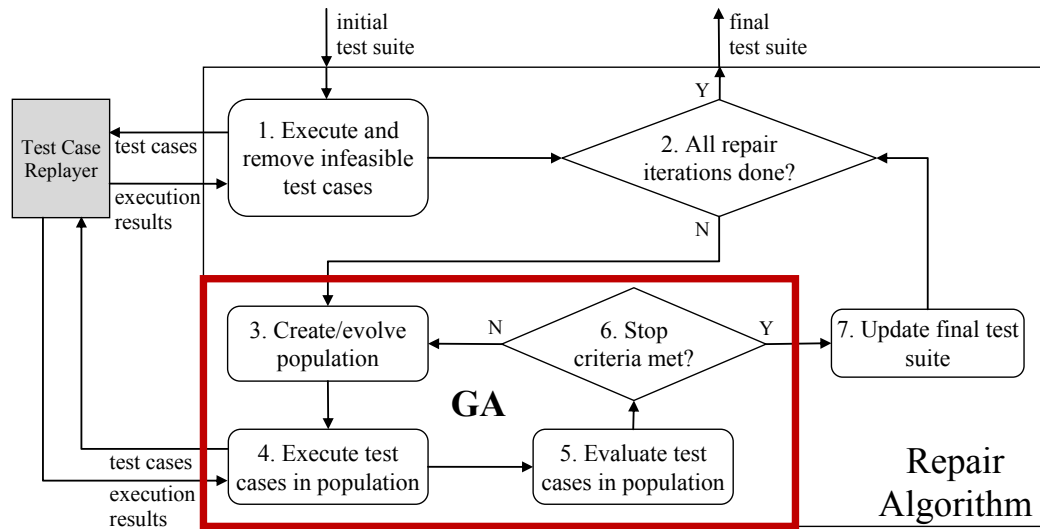 initial
test suite
final
test suite
Y
Test Case
Replayer
test cases
execution
results
1. Execute and
remove infeasible
test cases
2. All repair
iterations done?
N
3. Create/evolve
population
N
6. Stop
criteria met?
Y
7. Update final test
suite
GA
test cases
execution
results
4. Execute test
cases in population
5. Evaluate test
cases in population
Repair
Algorithm